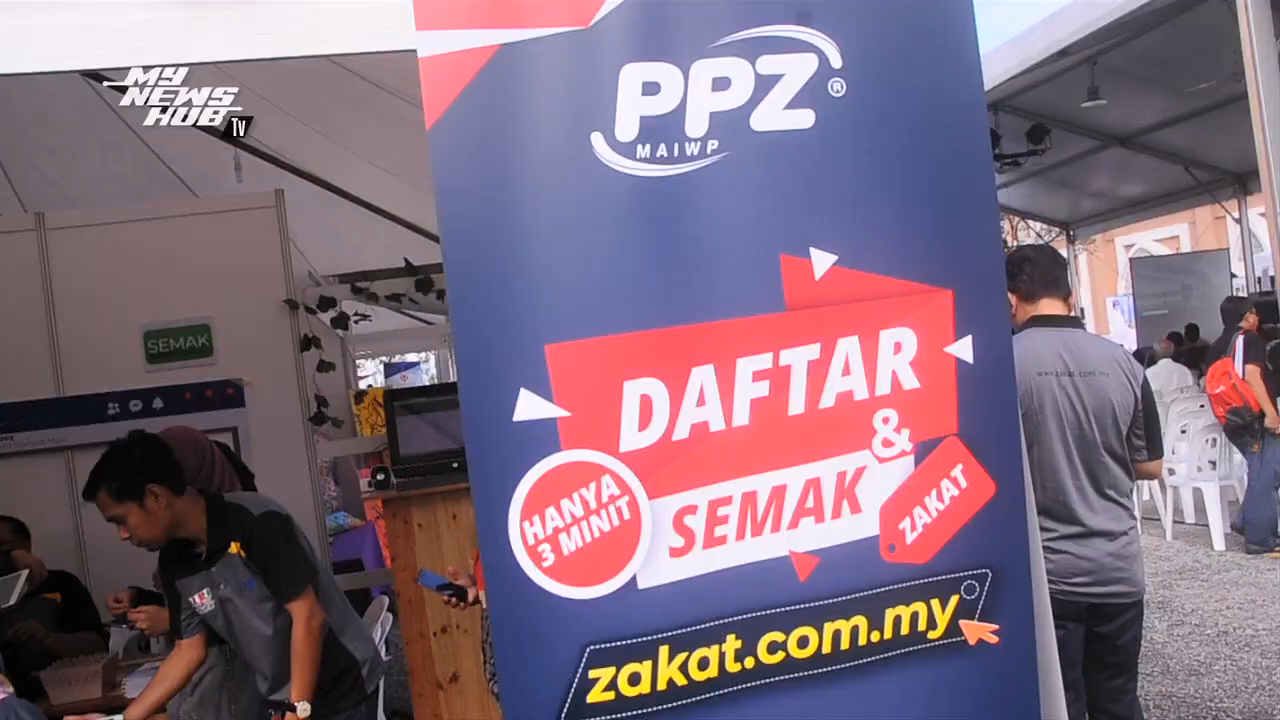 MY
NEWS
HUB
Tv
PPZ®
MAIWP
DAFTAR
&
SEMAK
ZAKAT
HANYA
3 MINIT
zakat.com.my
SEMAK
PPZ
www.zakat.com.my